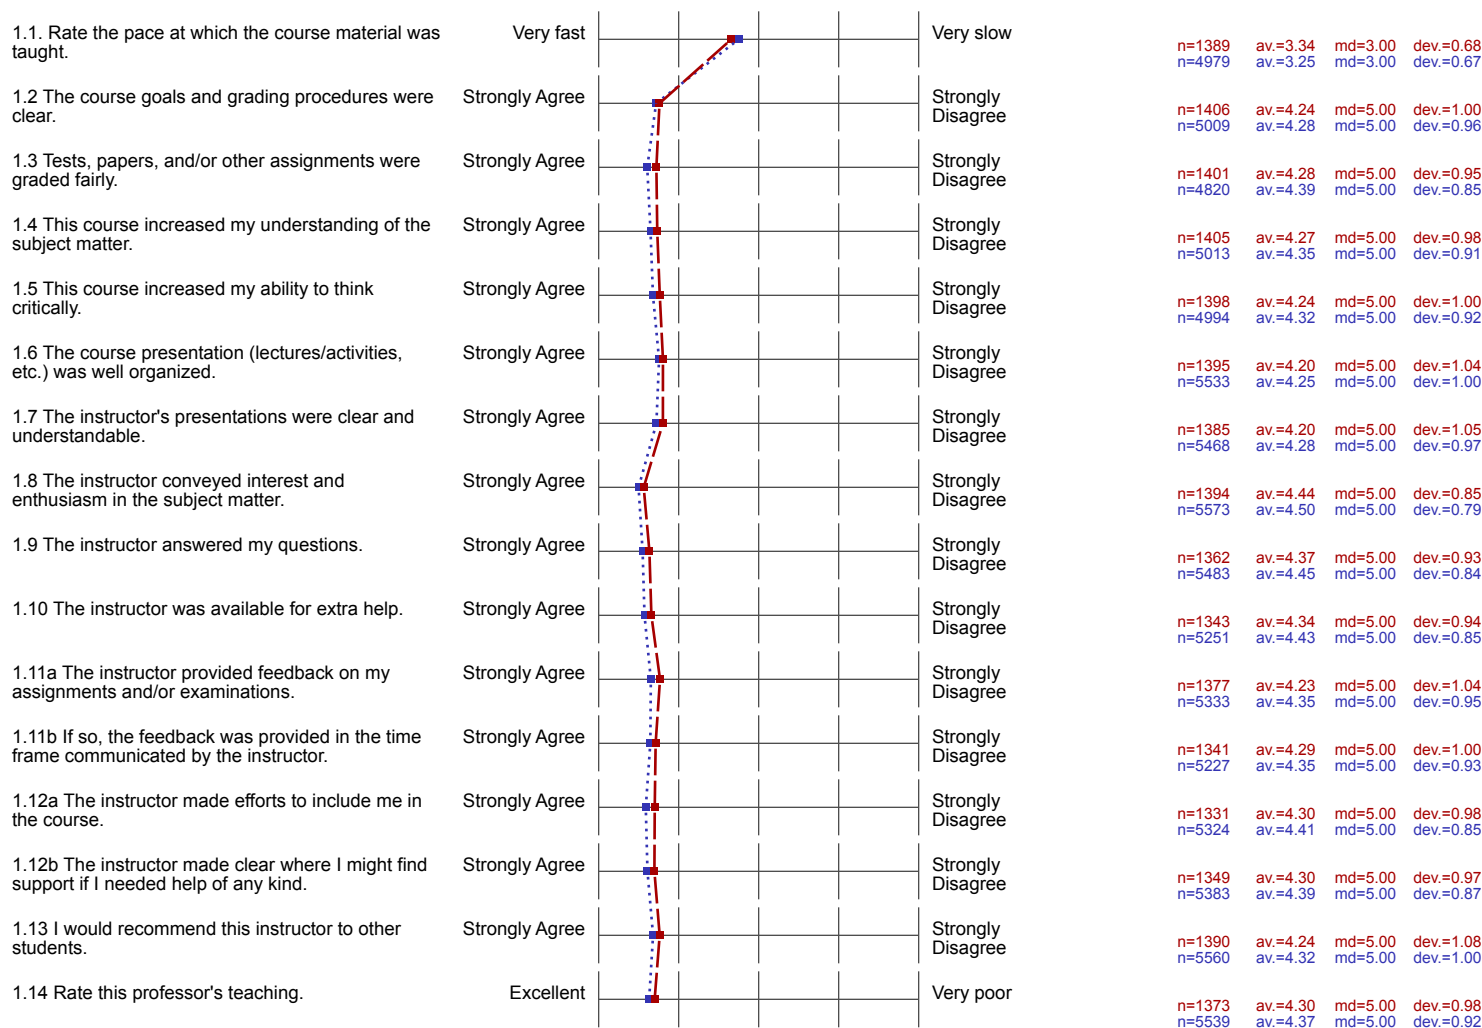 1.1. Rate the pace at which the course material was
taught.
Very fast
Very slow
n=1389 av.=3.34 md=3.00 dev.=0.68
n=4979 av.=3.25 md=3.00 dev.=0.67
1.2 The course goals and grading procedures were
clear.
Strongly Agree
Strongly
Disagree
n=1406 av.=4.24 md=5.00 dev.=1.00
n=5009 av.=4.28 md=5.00 dev.=0.96
1.3 Tests, papers, and/or other assignments were
graded fairly.
Strongly Agree
Strongly
Disagree
n=1401 av.=4.28 md=5.00 dev.=0.95
n=4820 av.=4.39 md=5.00 dev.=0.85
1.4 This course increased my understanding of the
subject matter.
Strongly Agree
Strongly
Disagree
n=1405 av.=4.27 md=5.00 dev.=0.98
n=5013 av.=4.35 md=5.00 dev.=0.91
1.5 This course increased my ability to think
critically.
Strongly Agree
Strongly
Disagree
n=1398 av.=4.24 md=5.00 dev.=1.00
n=4994 av.=4.32 md=5.00 dev.=0.92
1.6 The course presentation (lectures/activities,
etc.) was well organized.
Strongly Agree
Strongly
Disagree
n=1395 av.=4.20 md=5.00 dev.=1.04
n=5533 av.=4.25 md=5.00 dev.=1.00
1.7 The instructor's presentations were clear and
understandable.
Strongly Agree
Strongly
Disagree
n=1385 av.=4.20 md=5.00 dev.=1.05
n=5468 av.=4.28 md=5.00 dev.=0.97
1.8 The instructor conveyed interest and
enthusiasm in the subject matter.
Strongly Agree
Strongly
Disagree
n=1394 av.=4.44 md=5.00 dev.=0.85
n=5573 av.=4.50 md=5.00 dev.=0.79
1.9 The instructor answered my questions.
Strongly Agree
Strongly
Disagree
n=1362 av.=4.37 md=5.00 dev.=0.93
n=5483 av.=4.45 md=5.00 dev.=0.84
1.10 The instructor was available for extra help.
Strongly Agree
Strongly
Disagree
n=1343 av.=4.34 md=5.00 dev.=0.94
n=5251 av.=4.43 md=5.00 dev.=0.85
1.11a The instructor provided feedback on my
assignments and/or examinations.
Strongly Agree
Strongly
Disagree
n=1377 av.=4.23 md=5.00 dev.=1.04
n=5333 av.=4.35 md=5.00 dev.=0.95
1.11b If so, the feedback was provided in the time
frame communicated by the instructor.
Strongly Agree
Strongly
Disagree
n=1341 av.=4.29 md=5.00 dev.=1.00
n=5227 av.=4.35 md=5.00 dev.=0.93
1.12a The instructor made efforts to include me in
the course.
Strongly Agree
Strongly
Disagree
n=1331 av.=4.30 md=5.00 dev.=0.98
n=5324 av.=4.41 md=5.00 dev.=0.85
1.12b The instructor made clear where I might find
support if I needed help of any kind.
Strongly Agree
Strongly
Disagree
n=1349 av.=4.30 md=5.00 dev.=0.97
n=5383 av.=4.39 md=5.00 dev.=0.87
1.13 I would recommend this instructor to other
students.
Strongly Agree
Strongly
Disagree
n=1390 av.=4.24 md=5.00 dev.=1.08
n=5560 av.=4.32 md=5.00 dev.=1.00
1.14 Rate this professor's teaching.
Excellent
Very poor
n=1373 av.=4.30 md=5.00 dev.=0.98
n=5539 av.=4.37 md=5.00 dev.=0.92